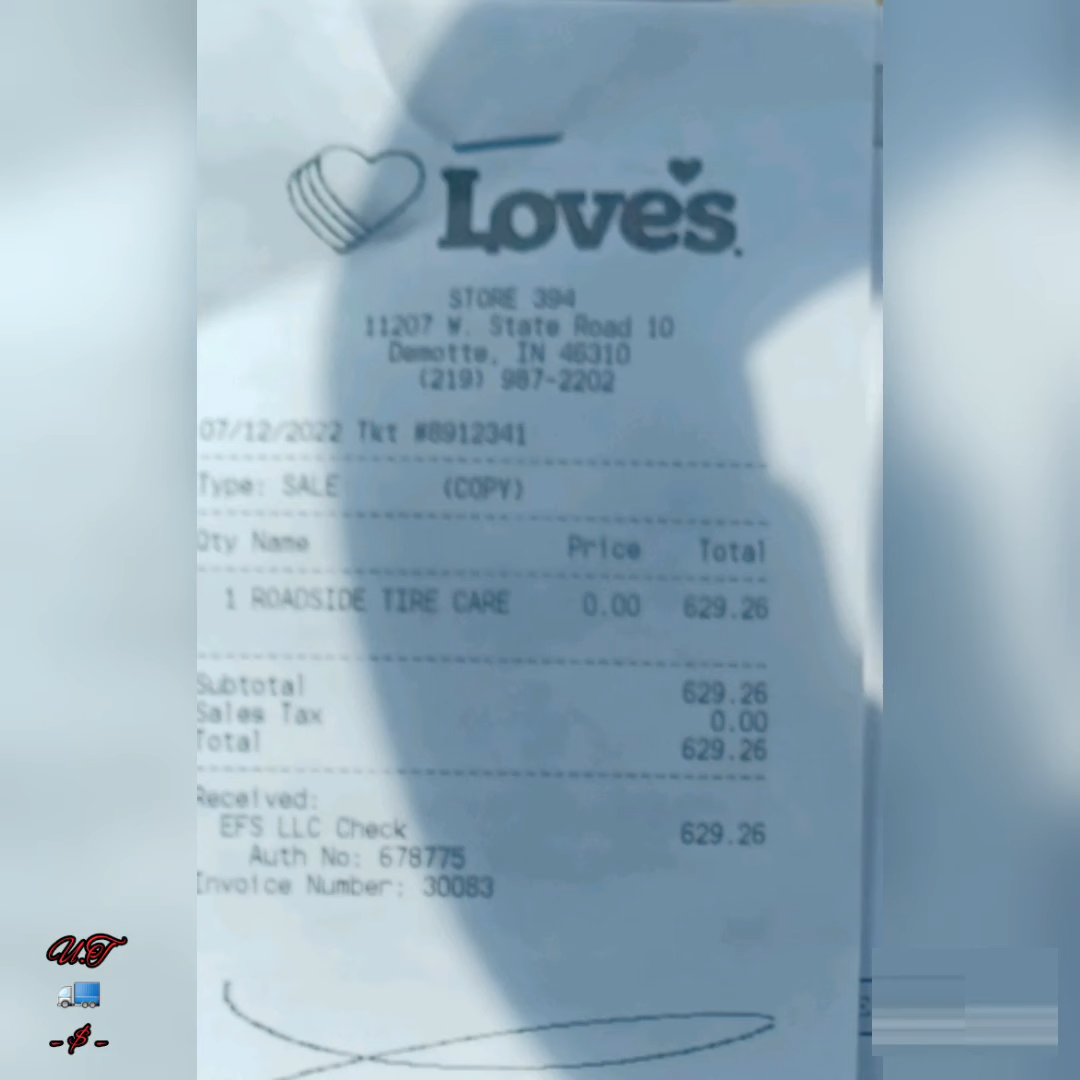 Love's
STORE 394
11207 W. State Road 10
Demotte, IN 46310
(219) 987-2202
07/12/2022 Tkt #8912341
Type: SALE (COPY)
Qty Name Price Total
1 ROADSIDE TIRE CARE 0.00 629.26
Subtotal 629.26
Sales Tax 0.00
Total 629.26
Received:
EFS LLC Check 629.26
Auth No: 678775
Invoice Number: 30083
U.T
- $ -